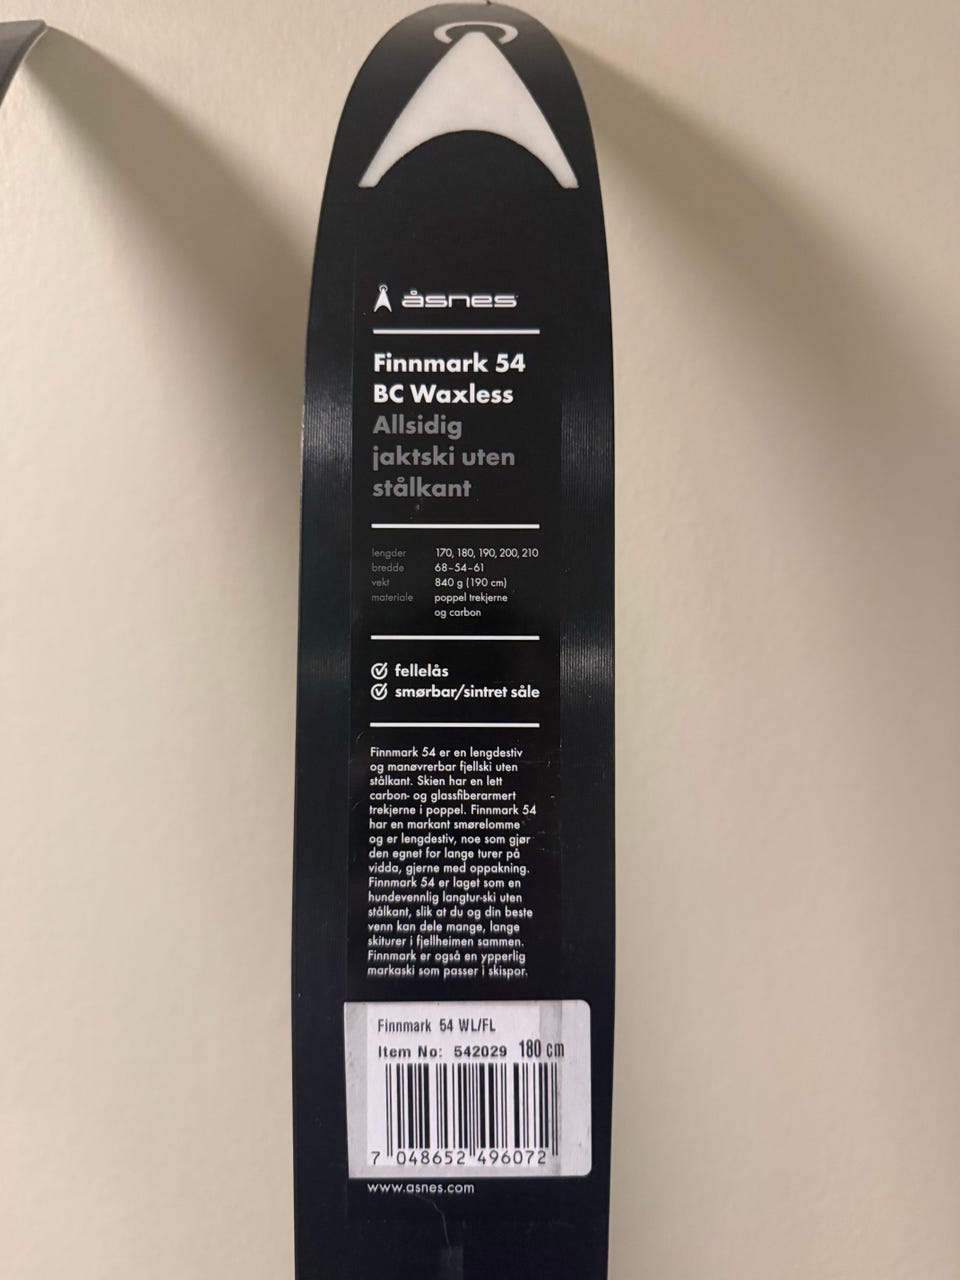 åsnes
Finnmark 54
BC Waxless
Allsidig
jaktski uten
stålkant
lengder 170, 180, 190, 200, 210
bredde 68-54-61
vekt 840 g (190 cm)
materiale poppel trekjerne
og carbon
fellelås
smørbar/sintret såle
Finnmark 54 er en lengdestiv
og manøvrerbar fjellski uten
stålkant. Skien har en lett
carbon- og glassfiberarmert
trekjerne i poppel. Finnmark 54
har en markant smørelomme
og er lengdestiv, noe som gjør
den egnet for lange turer på
vidda, gjerne med oppakning.
Finnmark 54 er laget som en
hundevennlig langtur-ski uten
stålkant, slik at du og din beste
venn kan dele mange, lange
skiturer i fjellheimen sammen.
Finnmark er også en ypperlig
markaski som passer i skispor.
Finnmark 54 WL/FL
Item No: 542029 180 cm
7 048652 496072
www.asnes.com